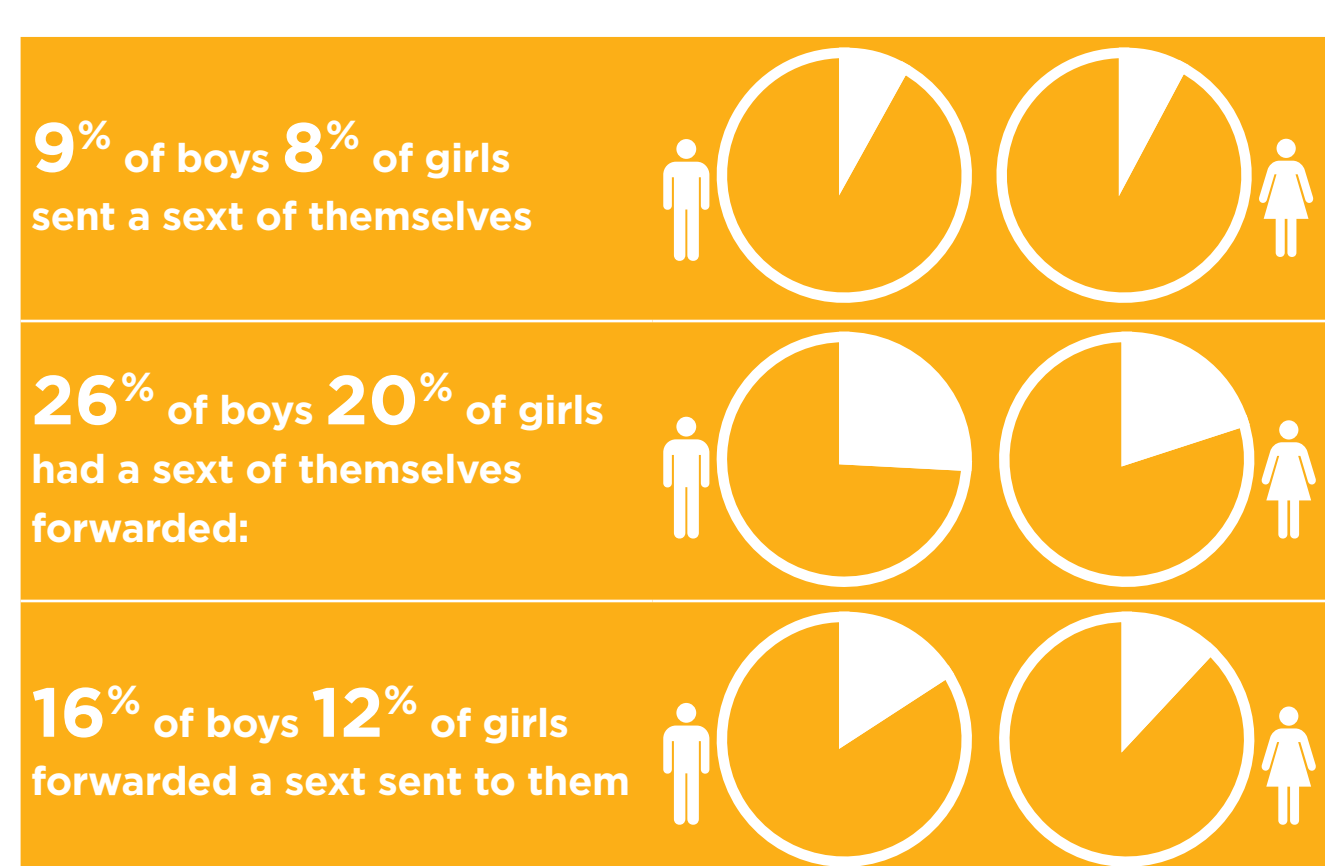 9% of boys 8% of girls
sent a sext of themselves
26% of boys 20% of girls
had a sext of themselves
forwarded:
16% of boys 12% of girls
forwarded a sext sent to them